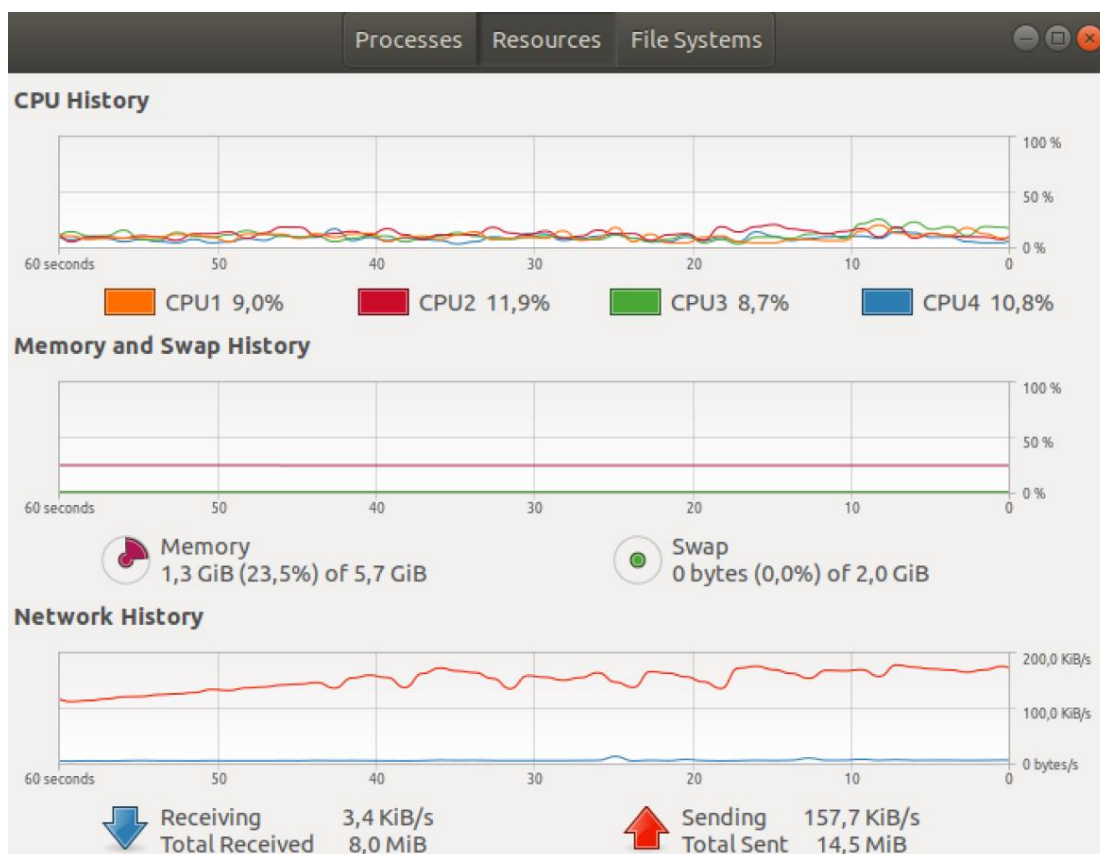 Processes Resources File Systems
CPU History
100 %
50 %
0 %
60 seconds 50 40 30 20 10 0
CPU1 9,0% CPU2 11,9% CPU3 8,7% CPU4 10,8%
Memory and Swap History
100 %
50 %
0 %
60 seconds 50 40 30 20 10 0
Memory Swap
1,3 GiB (23,5%) of 5,7 GiB 0 bytes (0,0%) of 2,0 GiB
Network History
200,0 KiB/s
100,0 KiB/s
0 bytes/s
60 seconds 50 40 30 20 10 0
Receiving 3,4 KiB/s Sending 157,7 KiB/s
Total Received 8,0 MiB Total Sent 14,5 MiB